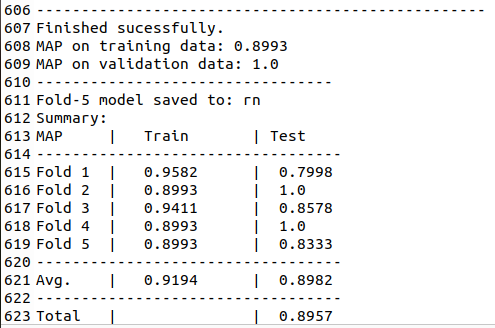 606 --------------------------------------------------
607 Finished sucessfully.
608 MAP on training data: 0.8993
609 MAP on validation data: 1.0
610 ---------------------------------
611 Fold-5 model saved to: rn
612 Summary:
613 MAP | Train | Test
614 ----------------------------------
615 Fold 1 | 0.9582 | 0.7998
616 Fold 2 | 0.8993 | 1.0
617 Fold 3 | 0.9411 | 0.8578
618 Fold 4 | 0.8993 | 1.0
619 Fold 5 | 0.8993 | 0.8333
620 ----------------------------------
621 Avg. | 0.9194 | 0.8982
622 ----------------------------------
623 Total | | 0.8957